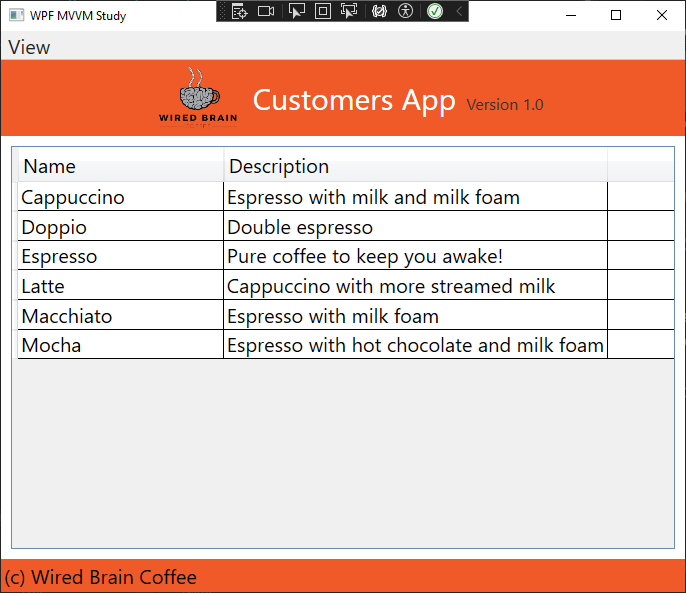 WPF MVVM Study
View
WIRED BRAIN
Customers App Version 1.0
Name Description
Cappuccino Espresso with milk and milk foam
Doppio Double espresso
Espresso Pure coffee to keep you awake!
Latte Cappuccino with more streamed milk
Macchiato Espresso with milk foam
Mocha Espresso with hot chocolate and milk foam
(c) Wired Brain Coffee